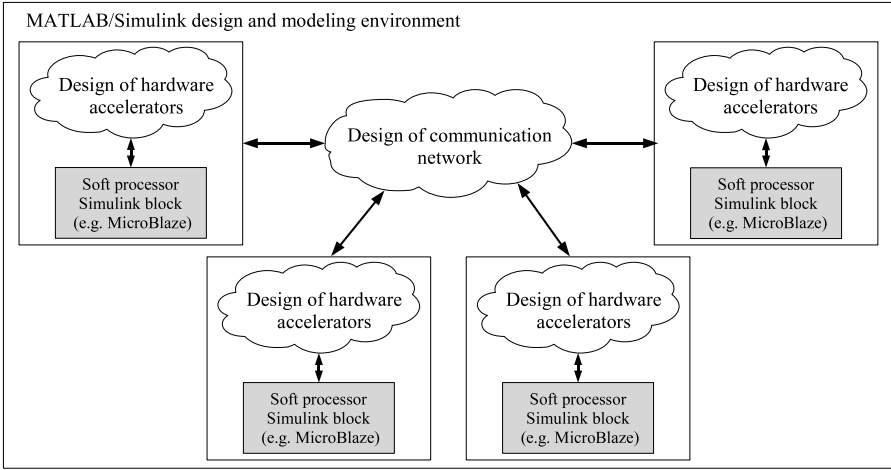 MATLAB/Simulink design and modeling environment
Design of hardware
accelerators
Soft processor
Simulink block
(e.g. MicroBlaze)
Design of communication
network
Design of hardware
accelerators
Soft processor
Simulink block
(e.g. MicroBlaze)
Design of hardware
accelerators
Soft processor
Simulink block
(e.g. MicroBlaze)
Design of hardware
accelerators
Soft processor
Simulink block
(e.g. MicroBlaze)